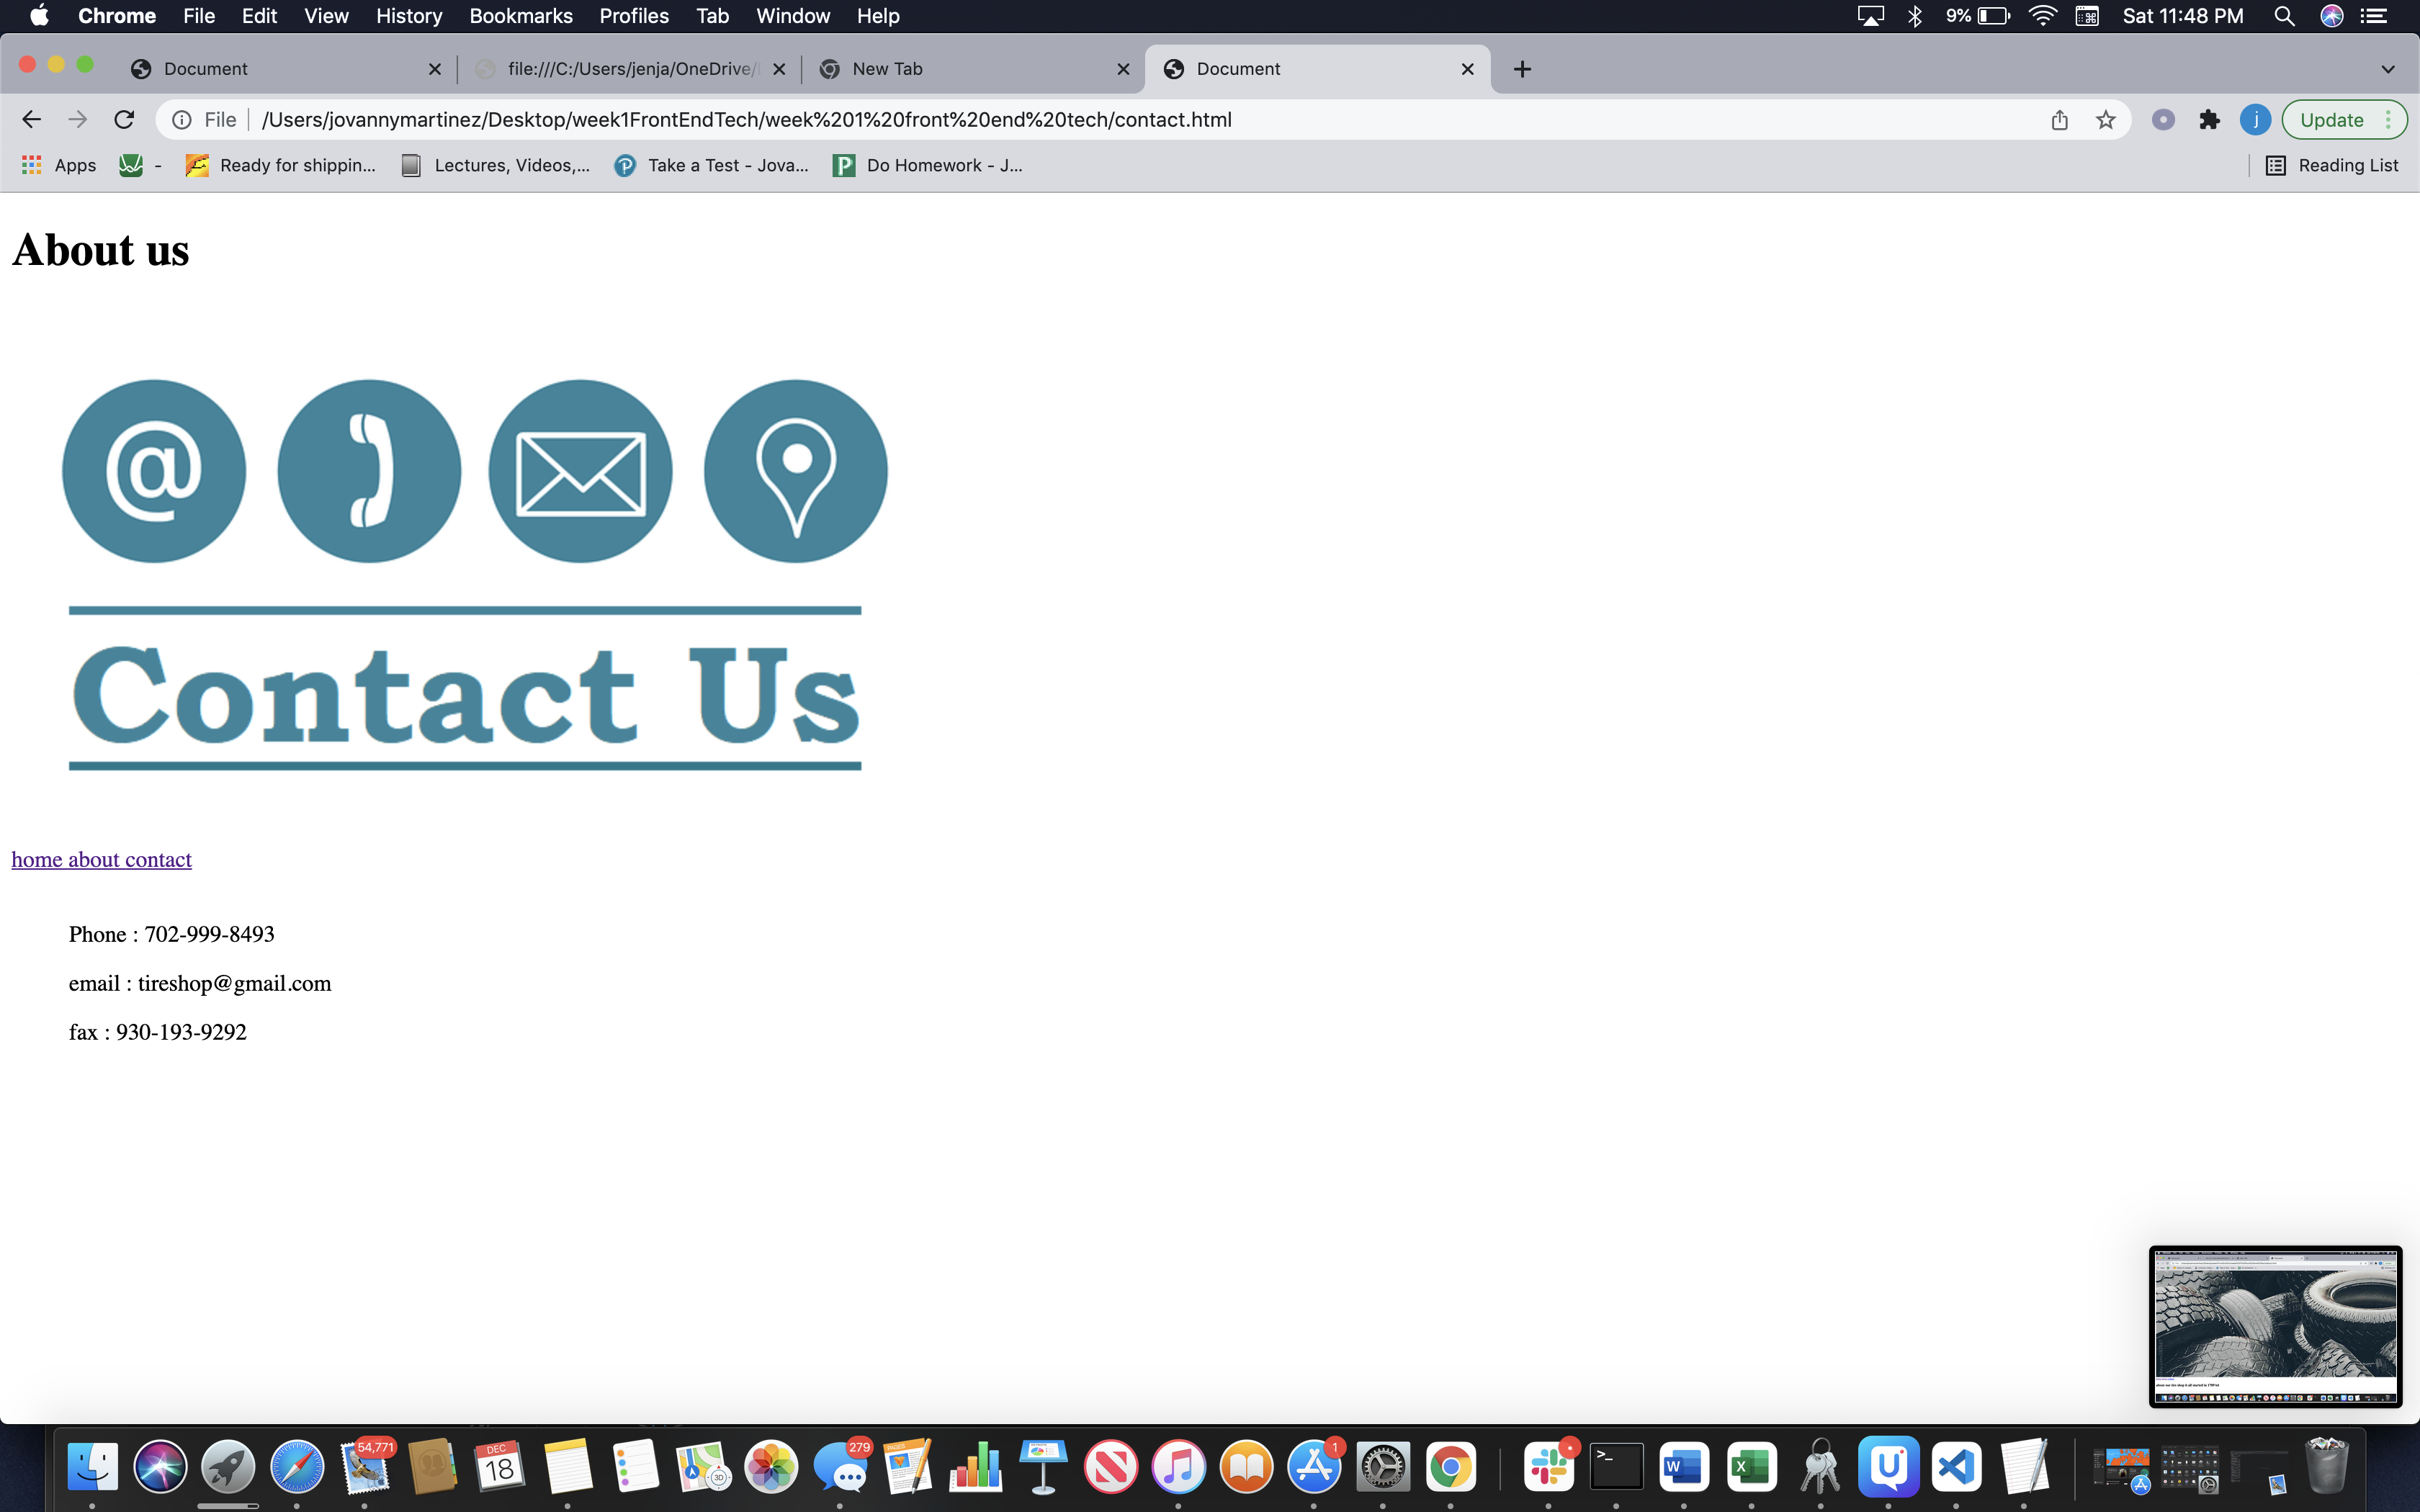 Chrome File Edit View History Bookmarks Profiles Tab Window Help 9% Sat 11:48 PM
Document file:///C:/Users/jenja/OneDrive/ New Tab Document
File /Users/jovannymartinez/Desktop/week1FrontEndTech/week%201%20front%20end%20tech/contact.html j Update
Apps - Ready for shippin... Lectures, Videos,... Take a Test - Jova... Do Homework - J... Reading List
About us
@
Contact Us
home about contact
Phone : 702-999-8493
email : tireshop@gmail.com
fax : 930-193-9292
54,771 DEC 18 3D 279 PAGES 1 >_ W X U